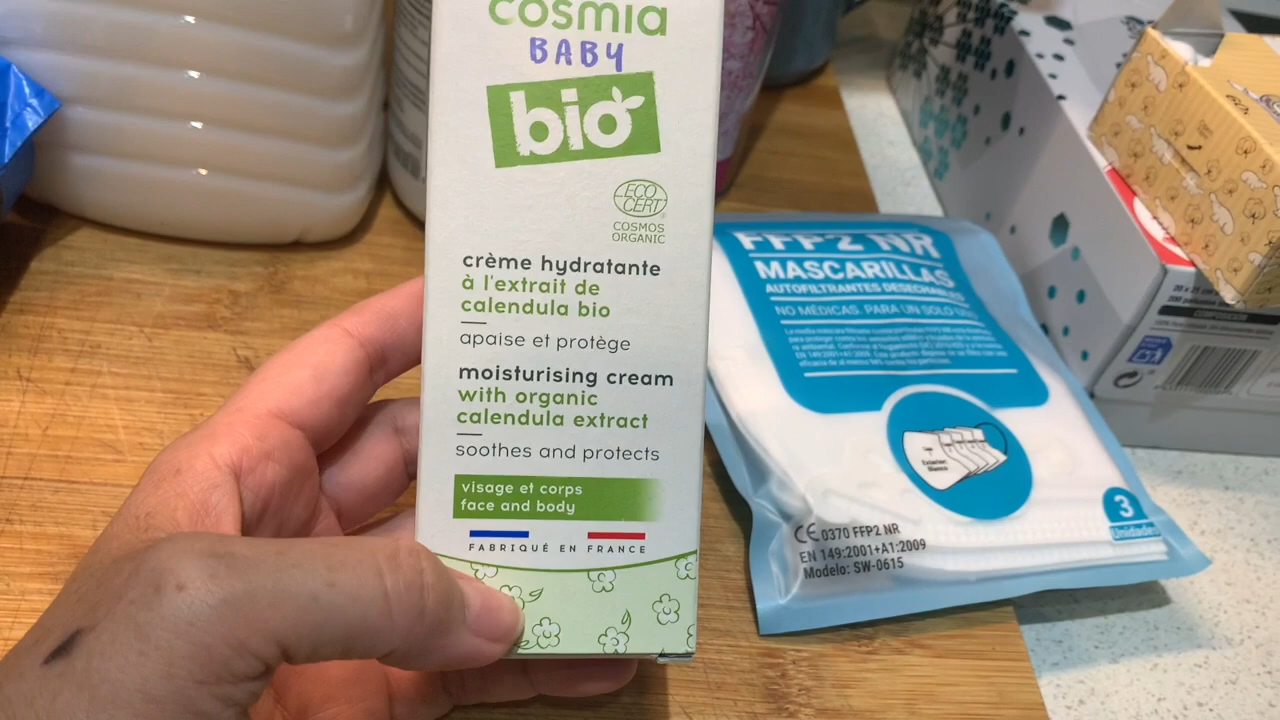 cosmia
BABY
bio
ECO
CERT
COSMOS
ORGANIC
crème hydratante
à l'extrait de
calendula bio
apaise et protège
moisturising cream
with organic
calendula extract
soothes and protects
visage et corps
face and body
FABRIQUÉ EN FRANCE
FFP2 NR
MASCARILLAS
AUTOFILTRANTES DESECHABLES
NO MÉDICAS. PARA UN SOLO USO
3
Unidades
CE 0370 FFP2 NR
EN 149:2001+A1:2009
Modelo: SW-0615